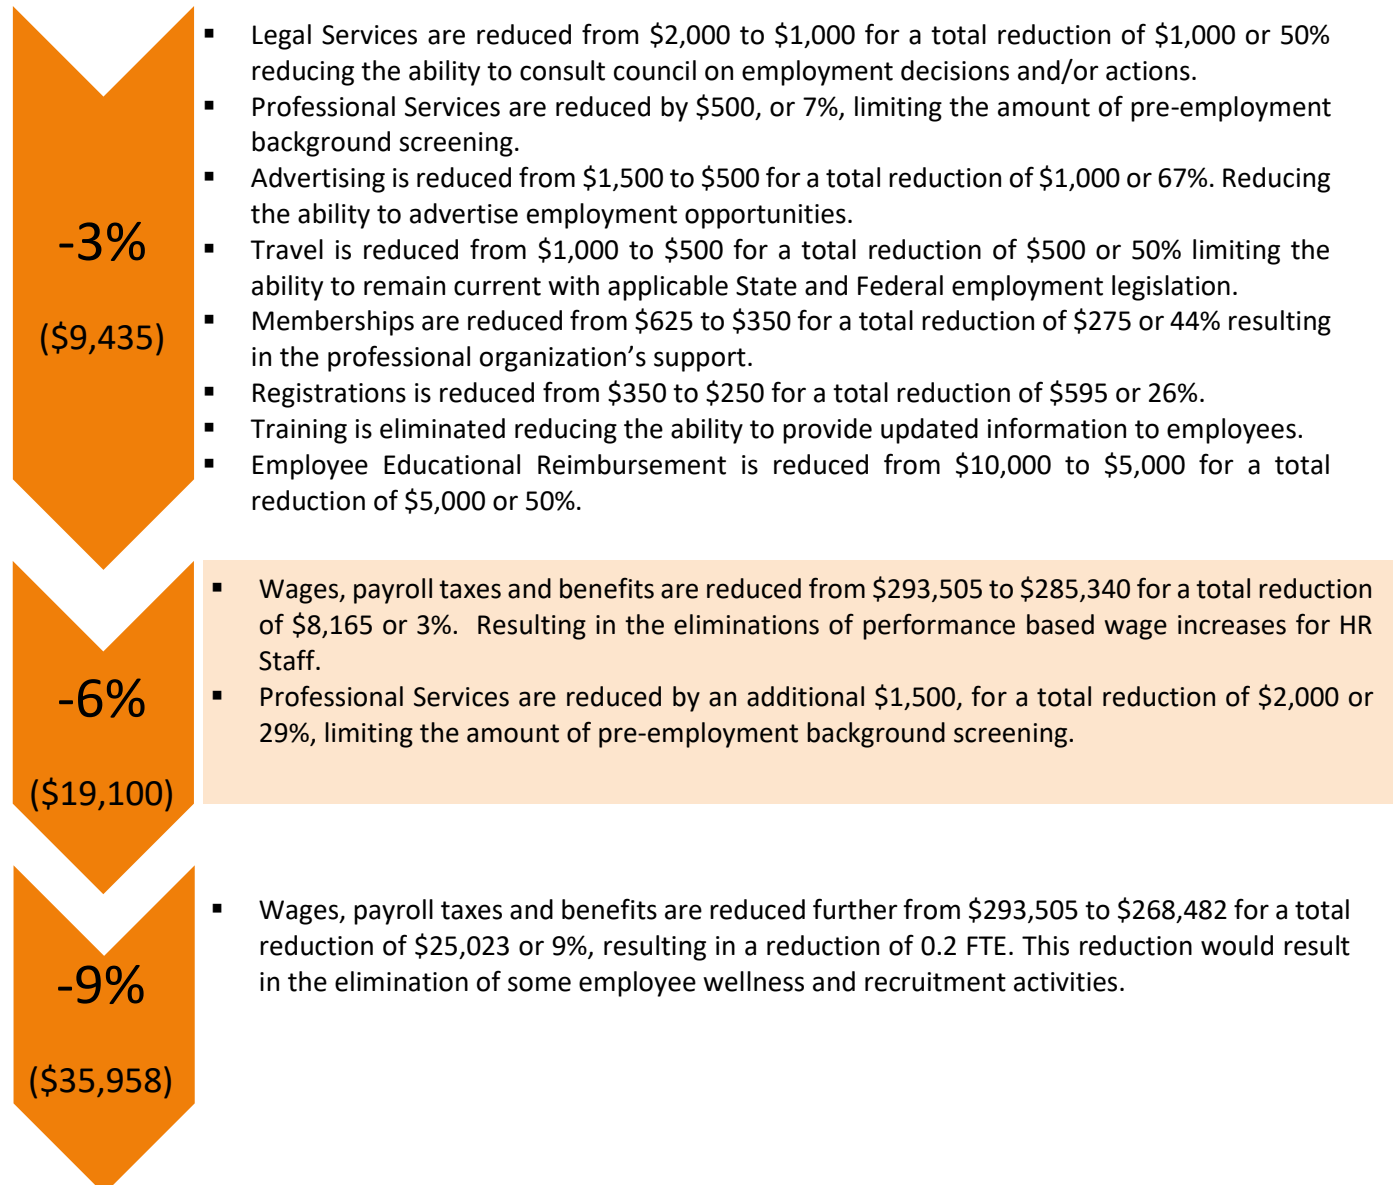 Legal Services are reduced from $2,000 to $1,000 for a total reduction of $1,000 or 50%
reducing the ability to consult council on employment decisions and/or actions.
Professional Services are reduced by $500, or 7%, limiting the amount of pre-employment
background screening.
Advertising is reduced from $1,500 to $500 for a total reduction of $1,000 or 67%. Reducing
the ability to advertise employment opportunities.
Travel is reduced from $1,000 to $500 for a total reduction of $500 or 50% limiting the
ability to remain current with applicable State and Federal employment legislation.
Memberships are reduced from $625 to $350 for a total reduction of $275 or 44% resulting
in the professional organization’s support.
Registrations is reduced from $350 to $250 for a total reduction of $595 or 26%.
Training is eliminated reducing the ability to provide updated information to employees.
Employee Educational Reimbursement is reduced from $10,000 to $5,000 for a total
reduction of $5,000 or 50%.
-3%
($9,435)
Wages, payroll taxes and benefits are reduced from $293,505 to $285,340 for a total reduction
of $8,165 or 3%.  Resulting in the eliminations of performance based wage increases for HR
Staff.
Professional Services are reduced by an additional $1,500, for a total reduction of $2,000 or
29%, limiting the amount of pre-employment background screening.
-6%
($19,100)
Wages, payroll taxes and benefits are reduced further from $293,505 to $268,482 for a total
reduction of $25,023 or 9%, resulting in a reduction of 0.2 FTE. This reduction would result
in the elimination of some employee wellness and recruitment activities.
-9%
($35,958)